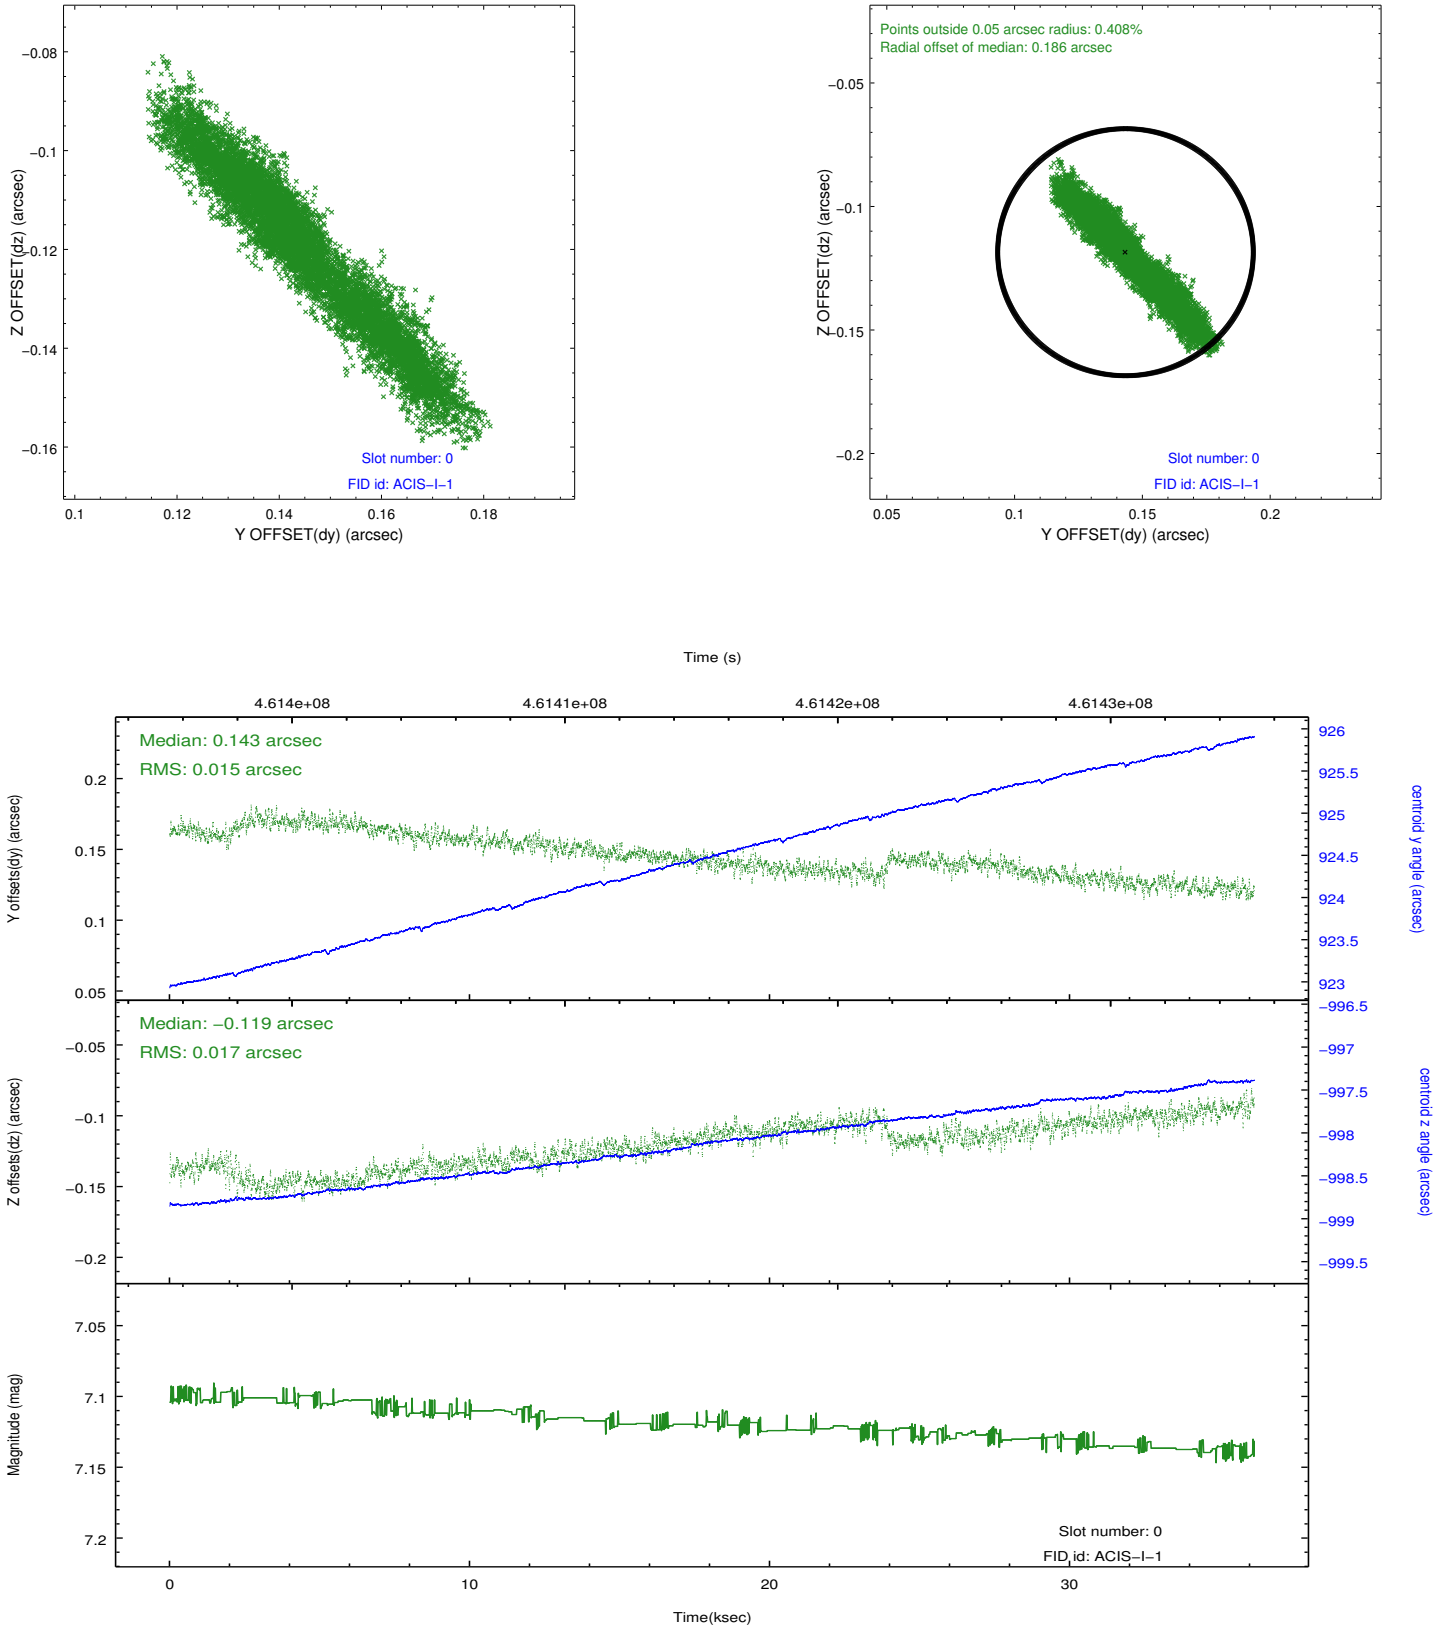 −0.08
−0.1
−0.12
−0.14
−0.16
Z OFFSET(dz) (arcsec)
Slot number: 0
FID id: ACIS−I−1
0.1 0.12 0.14 0.16 0.18
Y OFFSET(dy) (arcsec)
Points outside 0.05 arcsec radius: 0.408%
Radial offset of median: 0.186 arcsec
−0.05
−0.1
−0.15
−0.2
Z OFFSET(dz) (arcsec)
Slot number: 0
FID id: ACIS−I−1
0.05 0.1 0.15 0.2
Y OFFSET(dy) (arcsec)
Time (s)
4.614e+08 4.6141e+08 4.6142e+08 4.6143e+08
Median: 0.143 arcsec
RMS: 0.015 arcsec
0.2
0.15
0.1
0.05
Y offsets(dy) (arcsec)
926
925.5
925
924.5
924
923.5
923
centroid y angle (arcsec)
Median: −0.119 arcsec
RMS: 0.017 arcsec
−0.05
−0.1
−0.15
−0.2
Z offsets(dz) (arcsec)
−996.5
−997
−997.5
−998
−998.5
−999
−999.5
centroid z angle (arcsec)
7.05
7.1
7.15
7.2
Magnitude (mag)
Slot number: 0
FID id: ACIS−I−1
0 10 20 30
Time(ksec)